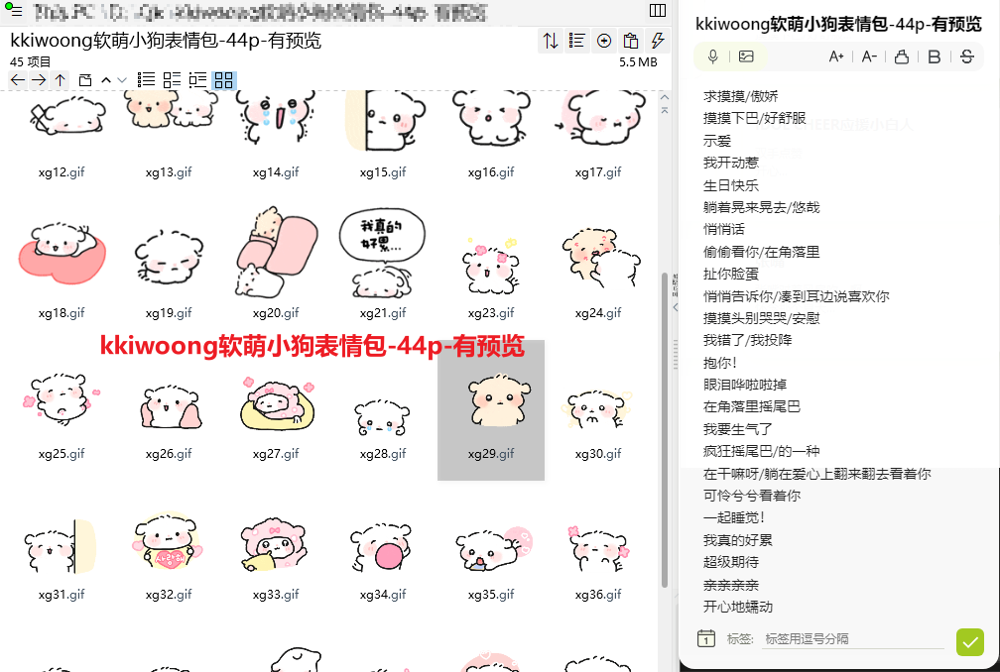 kkiwoong软萌小狗表情包-44p-有预览
45 项目
5.5 MB
xg12.gif
xg13.gif
xg14.gif
xg15.gif
xg16.gif
xg17.gif
我真的
好累...
xg18.gif
xg19.gif
xg20.gif
xg21.gif
xg23.gif
xg24.gif
kkiwoong软萌小狗表情包-44p-有预览
xg25.gif
xg26.gif
xg27.gif
xg28.gif
xg29.gif
xg30.gif
사랑해
xg31.gif
xg32.gif
xg33.gif
xg34.gif
xg35.gif
xg36.gif
kkiwoong软萌小狗表情包-44p-有预览
A+
A-
B
S
求摸摸/傲娇
摸摸下巴/好舒服
示爱
我开动惹
生日快乐
躺着晃来晃去/悠哉
悄悄话
偷偷看你/在角落里
扯你脸蛋
悄悄告诉你/凑到耳边说喜欢你
摸摸头别哭哭/安慰
我错了/我投降
抱你！
眼泪哗啦啦掉
在角落里摇尾巴
我要生气了
疯狂摇尾巴/的一种
在干嘛呀/躺在爱心上翻来翻去看着你
可怜兮兮看着你
一起睡觉！
我真的好累
超级期待
亲亲亲亲
开心地蠕动
1
标签:
标签用逗号分隔